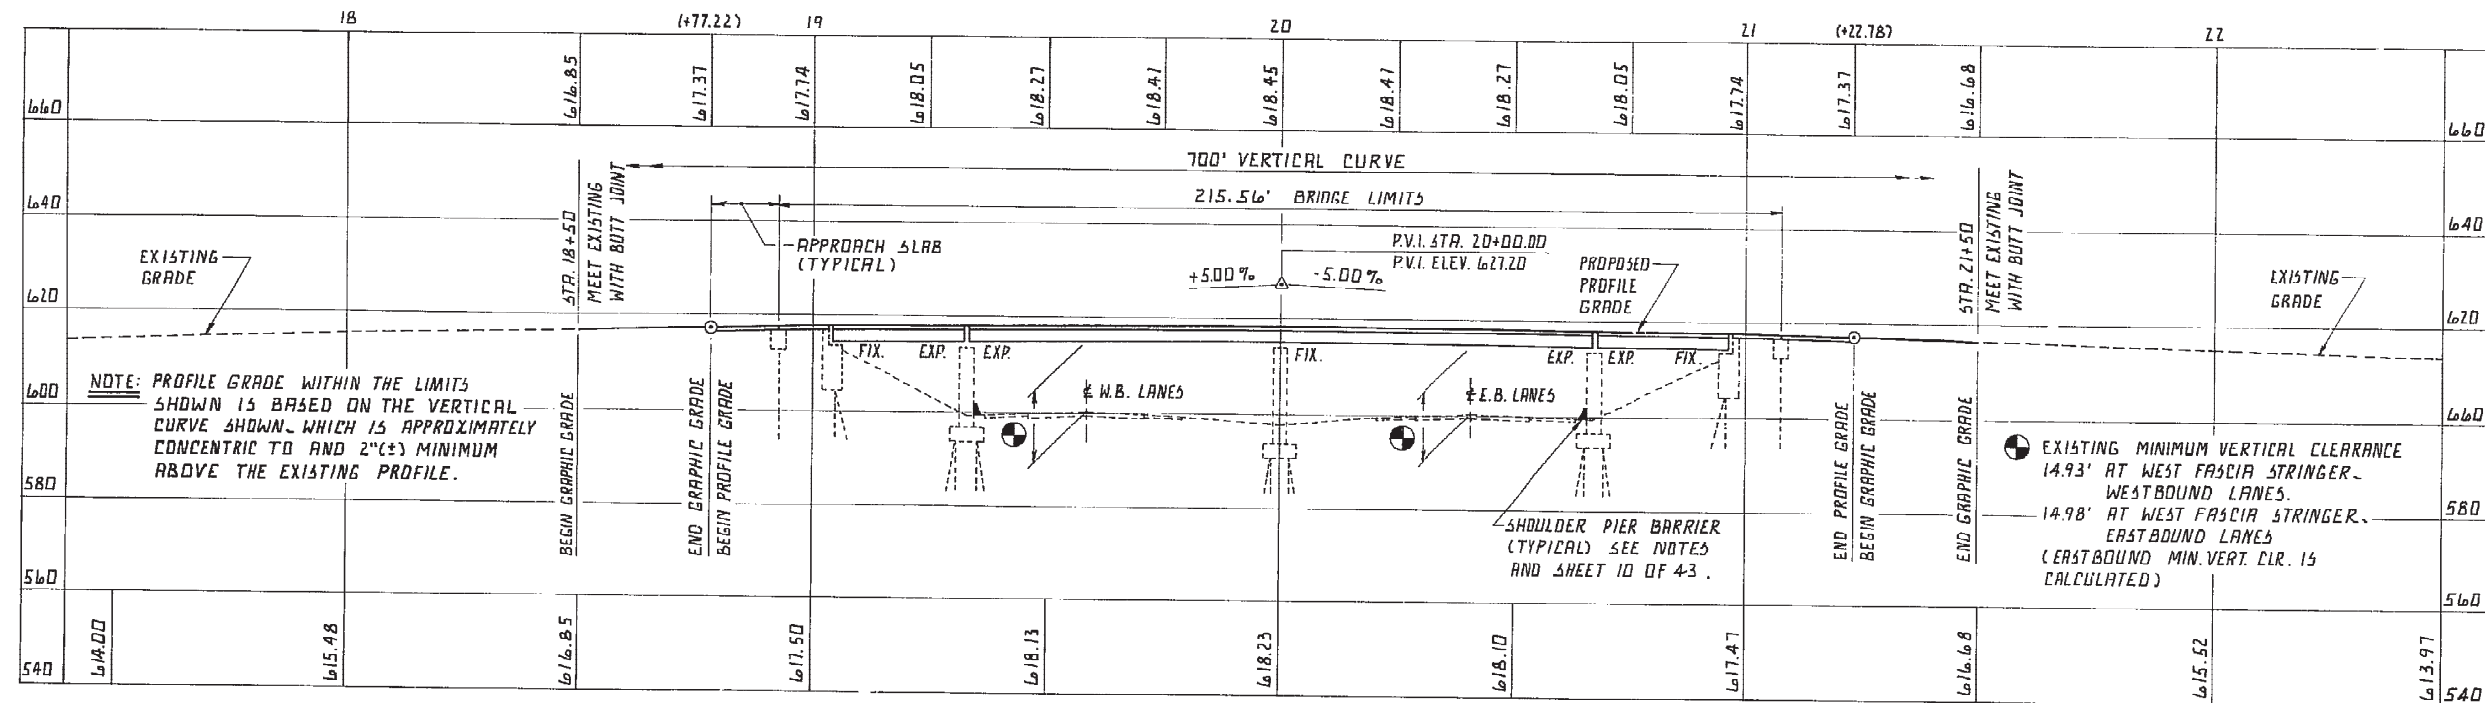 18 (+77.22) 19 20 21 (+22.78) 22
616.85
617.37
617.74
618.05
618.27
618.41
618.45
618.41
618.27
618.05
617.74
617.37
616.68
660
660
700' VERTICAL CURVE
215.56' BRIDGE LIMITS
640
640
STA. 18+50
MEET EXISTING
WITH BUTT JOINT
STA. 21+50
MEET EXISTING
WITH BUTT JOINT
APPROACH SLAB
(TYPICAL)
P.V.I. STA. 20+00.00
P.V.I. ELEV. 627.20
+5.00% -5.00%
EXISTING
GRADE
PROPOSED
PROFILE
GRADE
EXISTING
GRADE
620
620
FIX. EXP. EXP. FIX. EXP. EXP. FIX.
NOTE: PROFILE GRADE WITHIN THE LIMITS
SHOWN IS BASED ON THE VERTICAL
CURVE SHOWN, WHICH IS APPROXIMATELY
CONCENTRIC TO AND 2"(±) MINIMUM
ABOVE THE EXISTING PROFILE.
600
660
℄ W.B. LANES
℄ E.B. LANES
BEGIN GRAPHIC GRADE
END GRAPHIC GRADE
BEGIN PROFILE GRADE
END PROFILE GRADE
BEGIN GRAPHIC GRADE
END GRAPHIC GRADE
EXISTING MINIMUM VERTICAL CLEARANCE
14.93' AT WEST FASCIA STRINGER-
WESTBOUND LANES.
14.98' AT WEST FASCIA STRINGER-
EASTBOUND LANES
(EASTBOUND MIN. VERT. CLR. IS
CALCULATED)
580
580
SHOULDER PIER BARRIER
(TYPICAL) SEE NOTES
AND SHEET 10 OF 43.
560
560
614.00
615.48
616.85
617.50
618.13
618.23
618.10
617.47
616.68
615.52
613.97
540
540